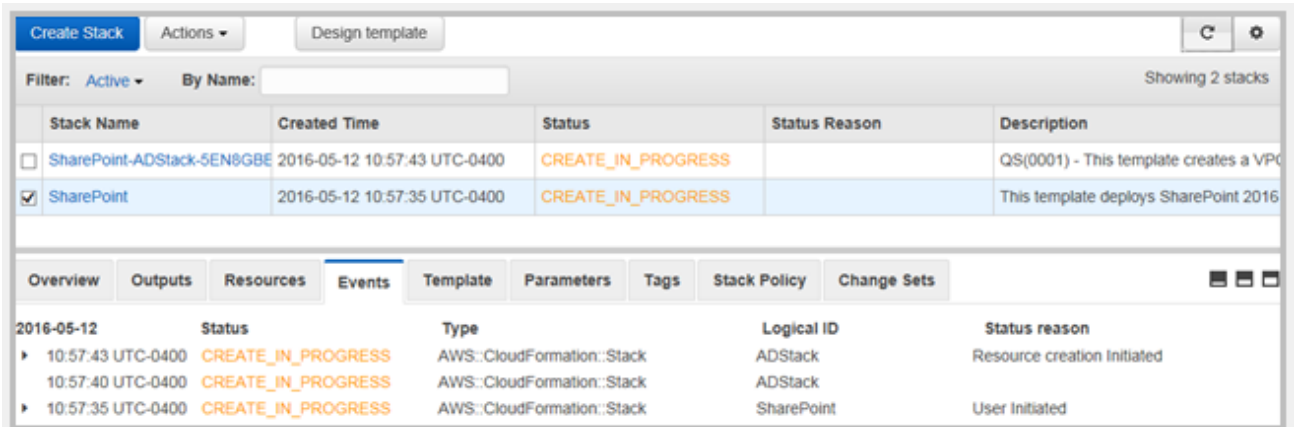 Create Stack Actions Design template
Filter: Active By Name: Showing 2 stacks
Stack Name Created Time Status Status Reason Description
SharePoint-ADStack-5EN8GBE 2016-05-12 10:57:43 UTC-0400 CREATE_IN_PROGRESS QS(0001) - This template creates a VPC
SharePoint 2016-05-12 10:57:35 UTC-0400 CREATE_IN_PROGRESS This template deploys SharePoint 2016
Overview Outputs Resources Events Template Parameters Tags Stack Policy Change Sets
2016-05-12 Status Type Logical ID Status reason
10:57:43 UTC-0400 CREATE_IN_PROGRESS AWS::CloudFormation::Stack ADStack Resource creation Initiated
10:57:40 UTC-0400 CREATE_IN_PROGRESS AWS::CloudFormation::Stack ADStack
10:57:35 UTC-0400 CREATE_IN_PROGRESS AWS::CloudFormation::Stack SharePoint User Initiated